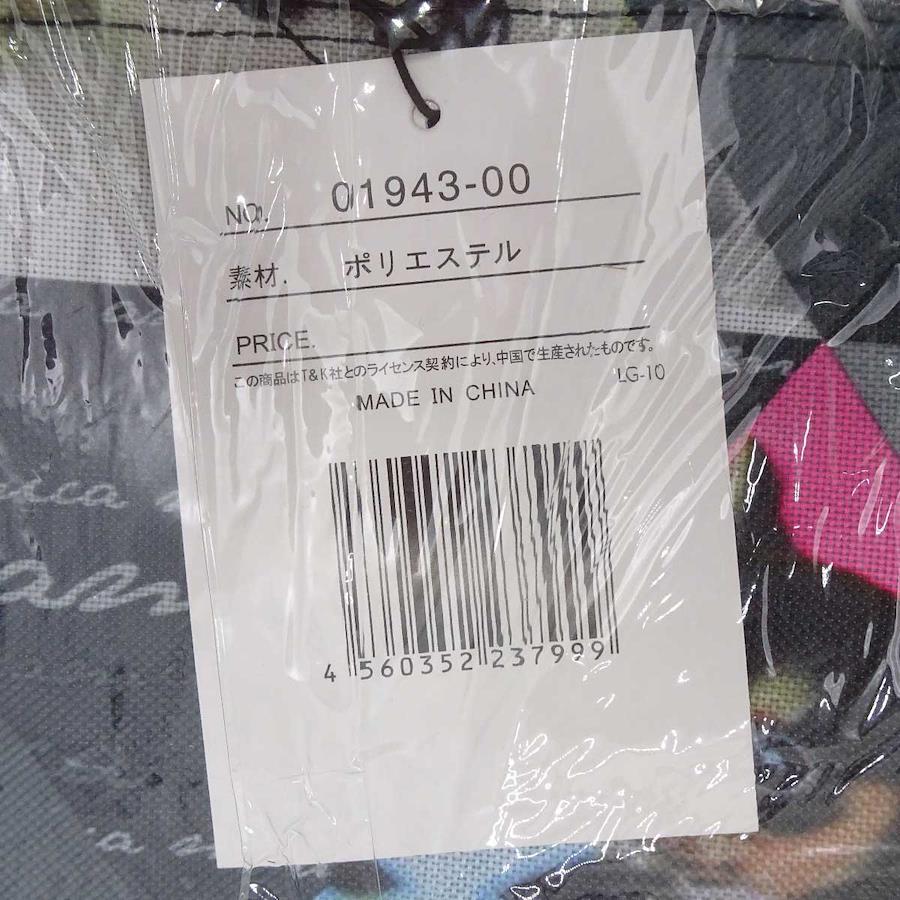 NO. 01943-00
素材. ポリエステル
PRICE.
この商品はT&K社とのライセンス契約により、中国で生産されたものです。
MADE IN CHINA LG-10
4 560352 237999